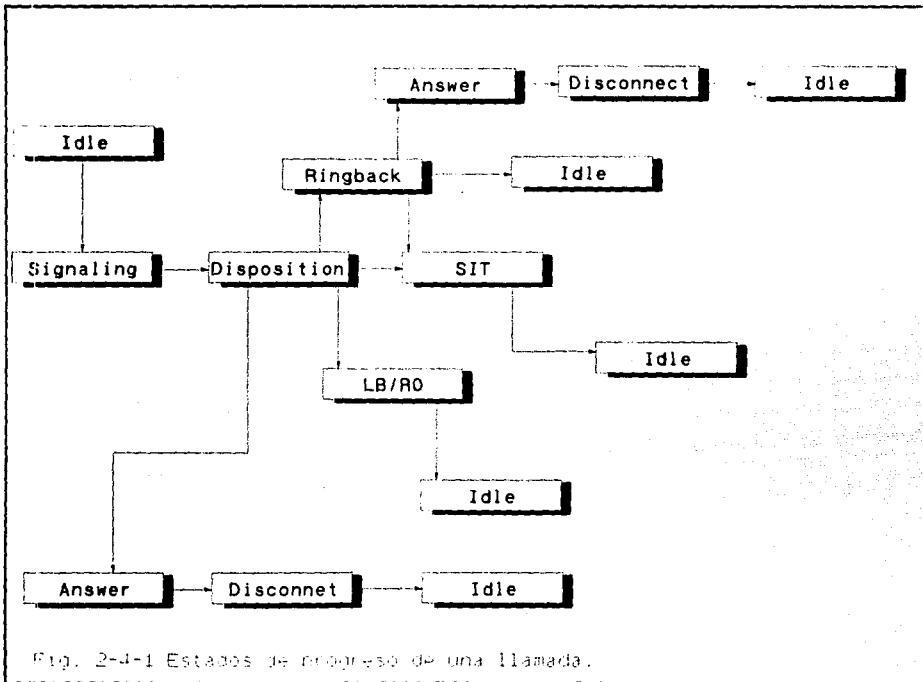 Answer
Disconnect
Idle
Idle
Ringback
Idle
Signaling
Disposition
SIT
Idle
LB/RO
Idle
Answer
Disconnet
Idle
Fig. 2-4-1 Estados de progreso de una llamada.